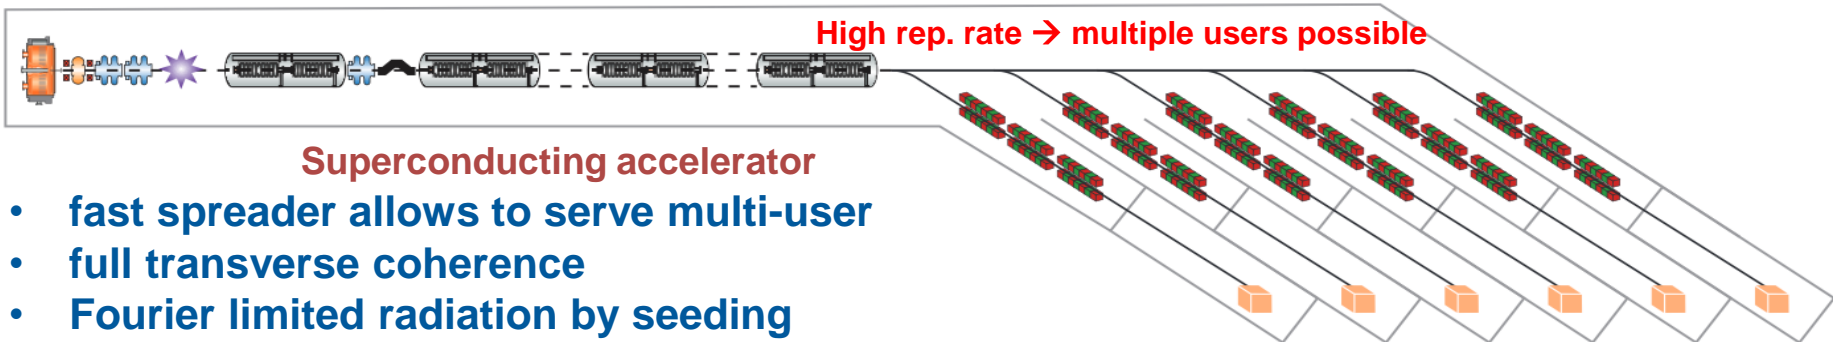 High rep. rate → multiple users possible
Superconducting accelerator
• fast spreader allows to serve multi-user
• full transverse coherence
• Fourier limited radiation by seeding